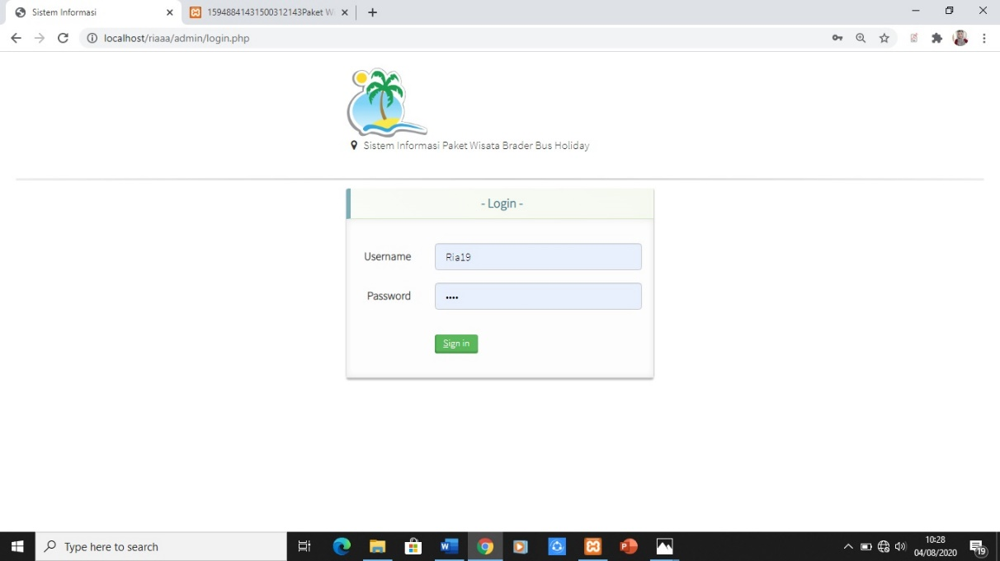 Sistem Informasi
15948841431500312143Paket W
localhost/riaaa/admin/login.php
Sistem Informasi Paket Wisata Brader Bus Holiday
- Login -
Username
Ria19
Password
••••
Sign in
Type here to search
10:28
04/08/2020
19